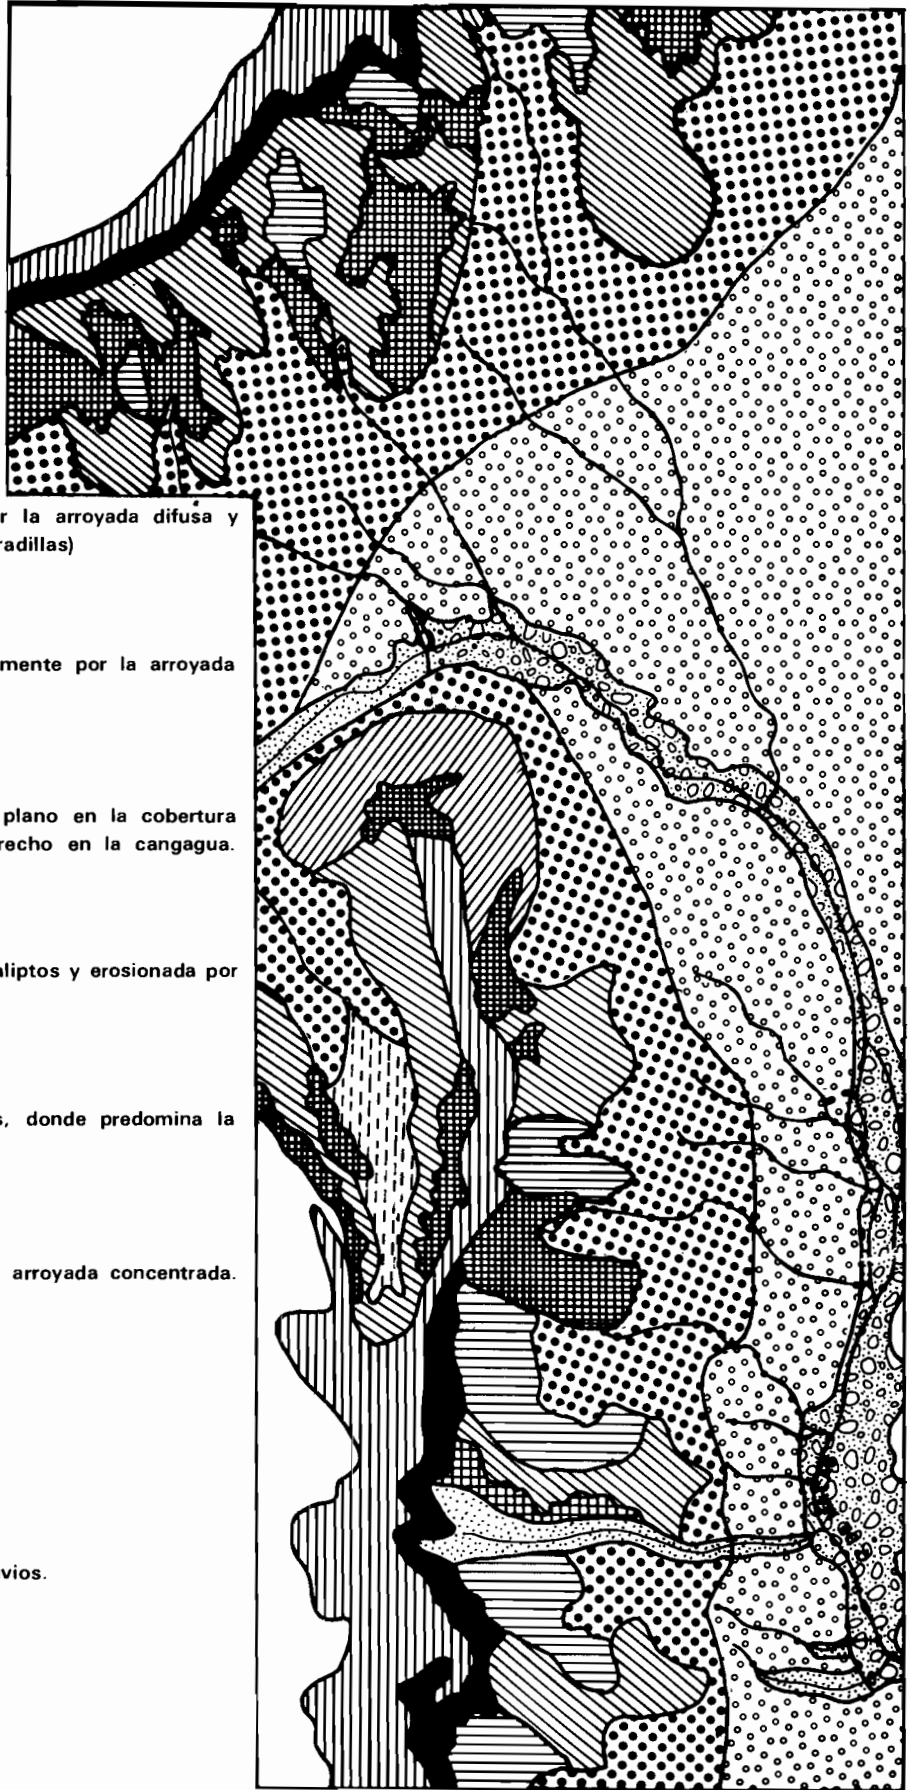 r la arroyada difusa y
radillas)
mente por la arroyada
plano en la cobertura
recho en la cangagua.
aliptos y erosionada por
s, donde predomina la
arroyada concentrada.
vios.